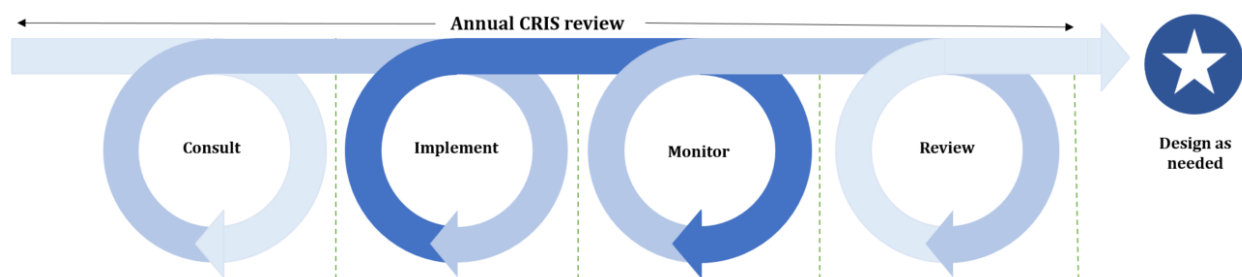 Annual CRIS review
Consult
Implement
Monitor
Review
Design as
needed